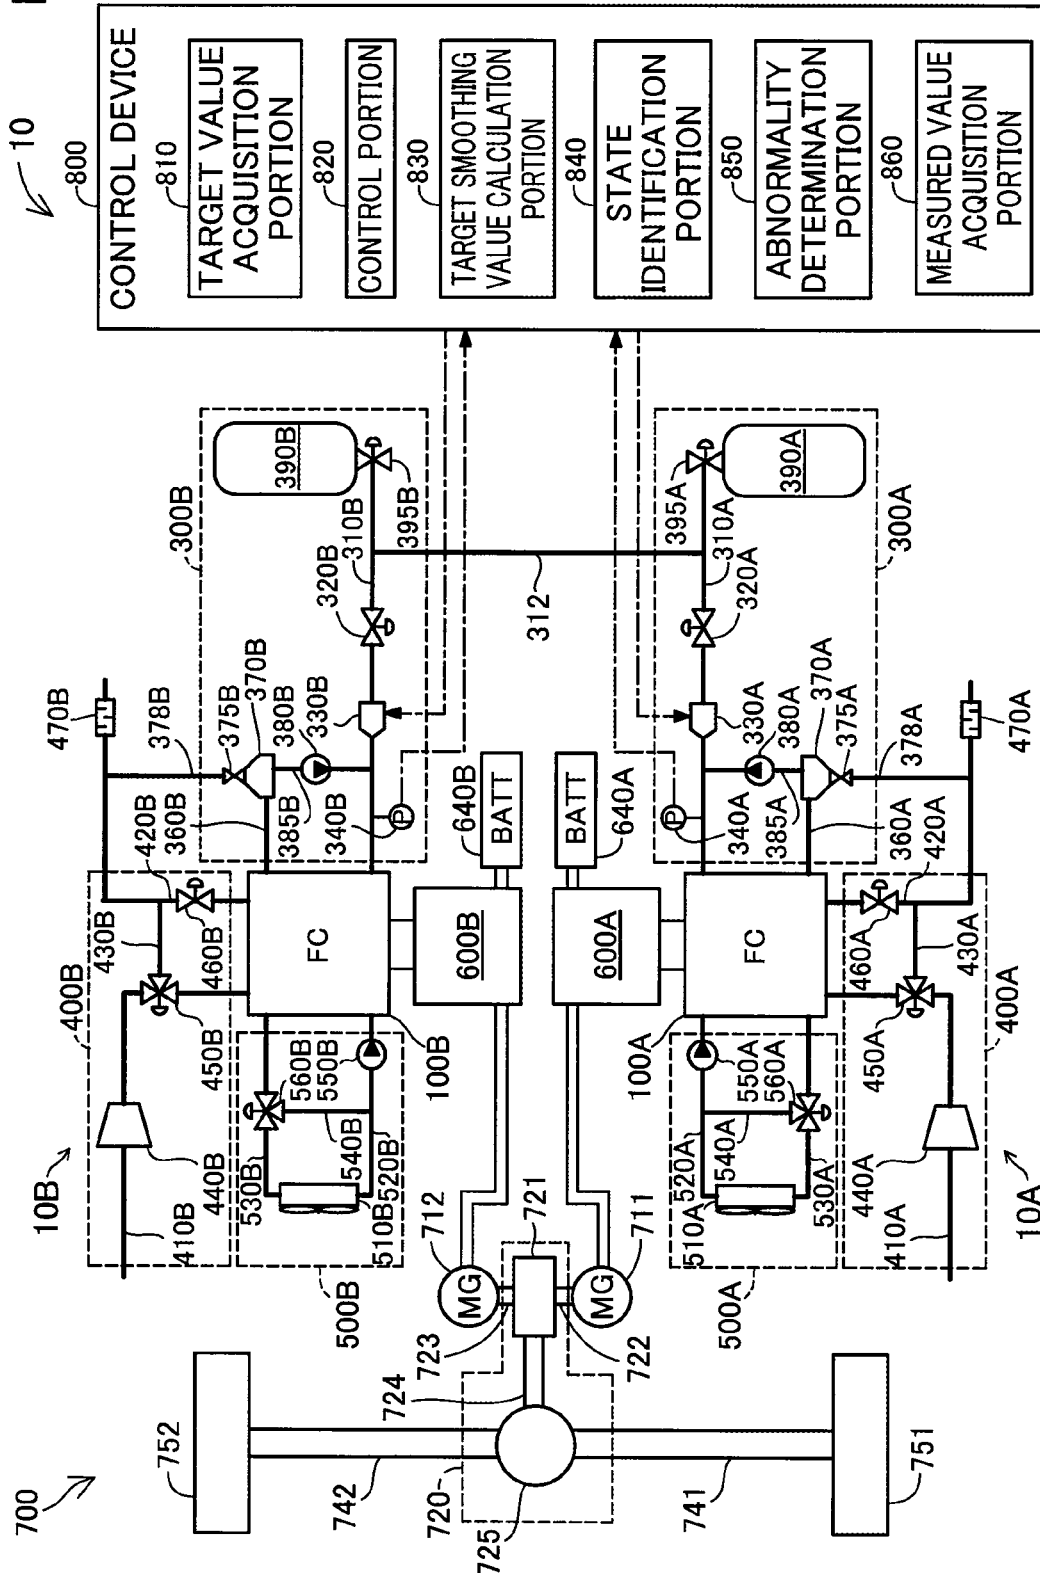 10
800
CONTROL DEVICE
810
TARGET VALUE
ACQUISITION
PORTION
820
CONTROL PORTION
830
TARGET SMOOTHING
VALUE CALCULATION
PORTION
840
STATE
IDENTIFICATION
PORTION
850
ABNORMALITY
DETERMINATION
PORTION
860
MEASURED VALUE
ACQUISITION
PORTION
300B
390B
395B
310B
320B
312
300A
390A
395A
310A
320A
470B
378B
375B
370B
380B
330B
385B
340B
P
640B
BATT
BATT
640A
P
340A
385A
330A
380A
370A
375A
378A
470A
420B
360B
430B
400B
460B
450B
FC
600B
100B
600A
FC
100A
360A
420A
460A
430A
450A
400A
10B
440B
410B
560B
550B
540B
530B
520B
510B
500B
550A
560A
520A
540A
510A
530A
500A
440A
410A
10A
712
MG
721
711
MG
723
722
724
700
752
742
720
725
741
751